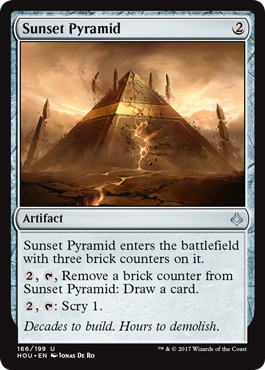 Sunset Pyramid 2
Artifact
Sunset Pyramid enters the battlefield
with three brick counters on it.
2, , Remove a brick counter from
Sunset Pyramid: Draw a card.
2, : Scry 1.
Decades to build. Hours to demolish.
166/199 U
HOU • EN Jonas De Ro
™ & © 2017 Wizards of the Coast